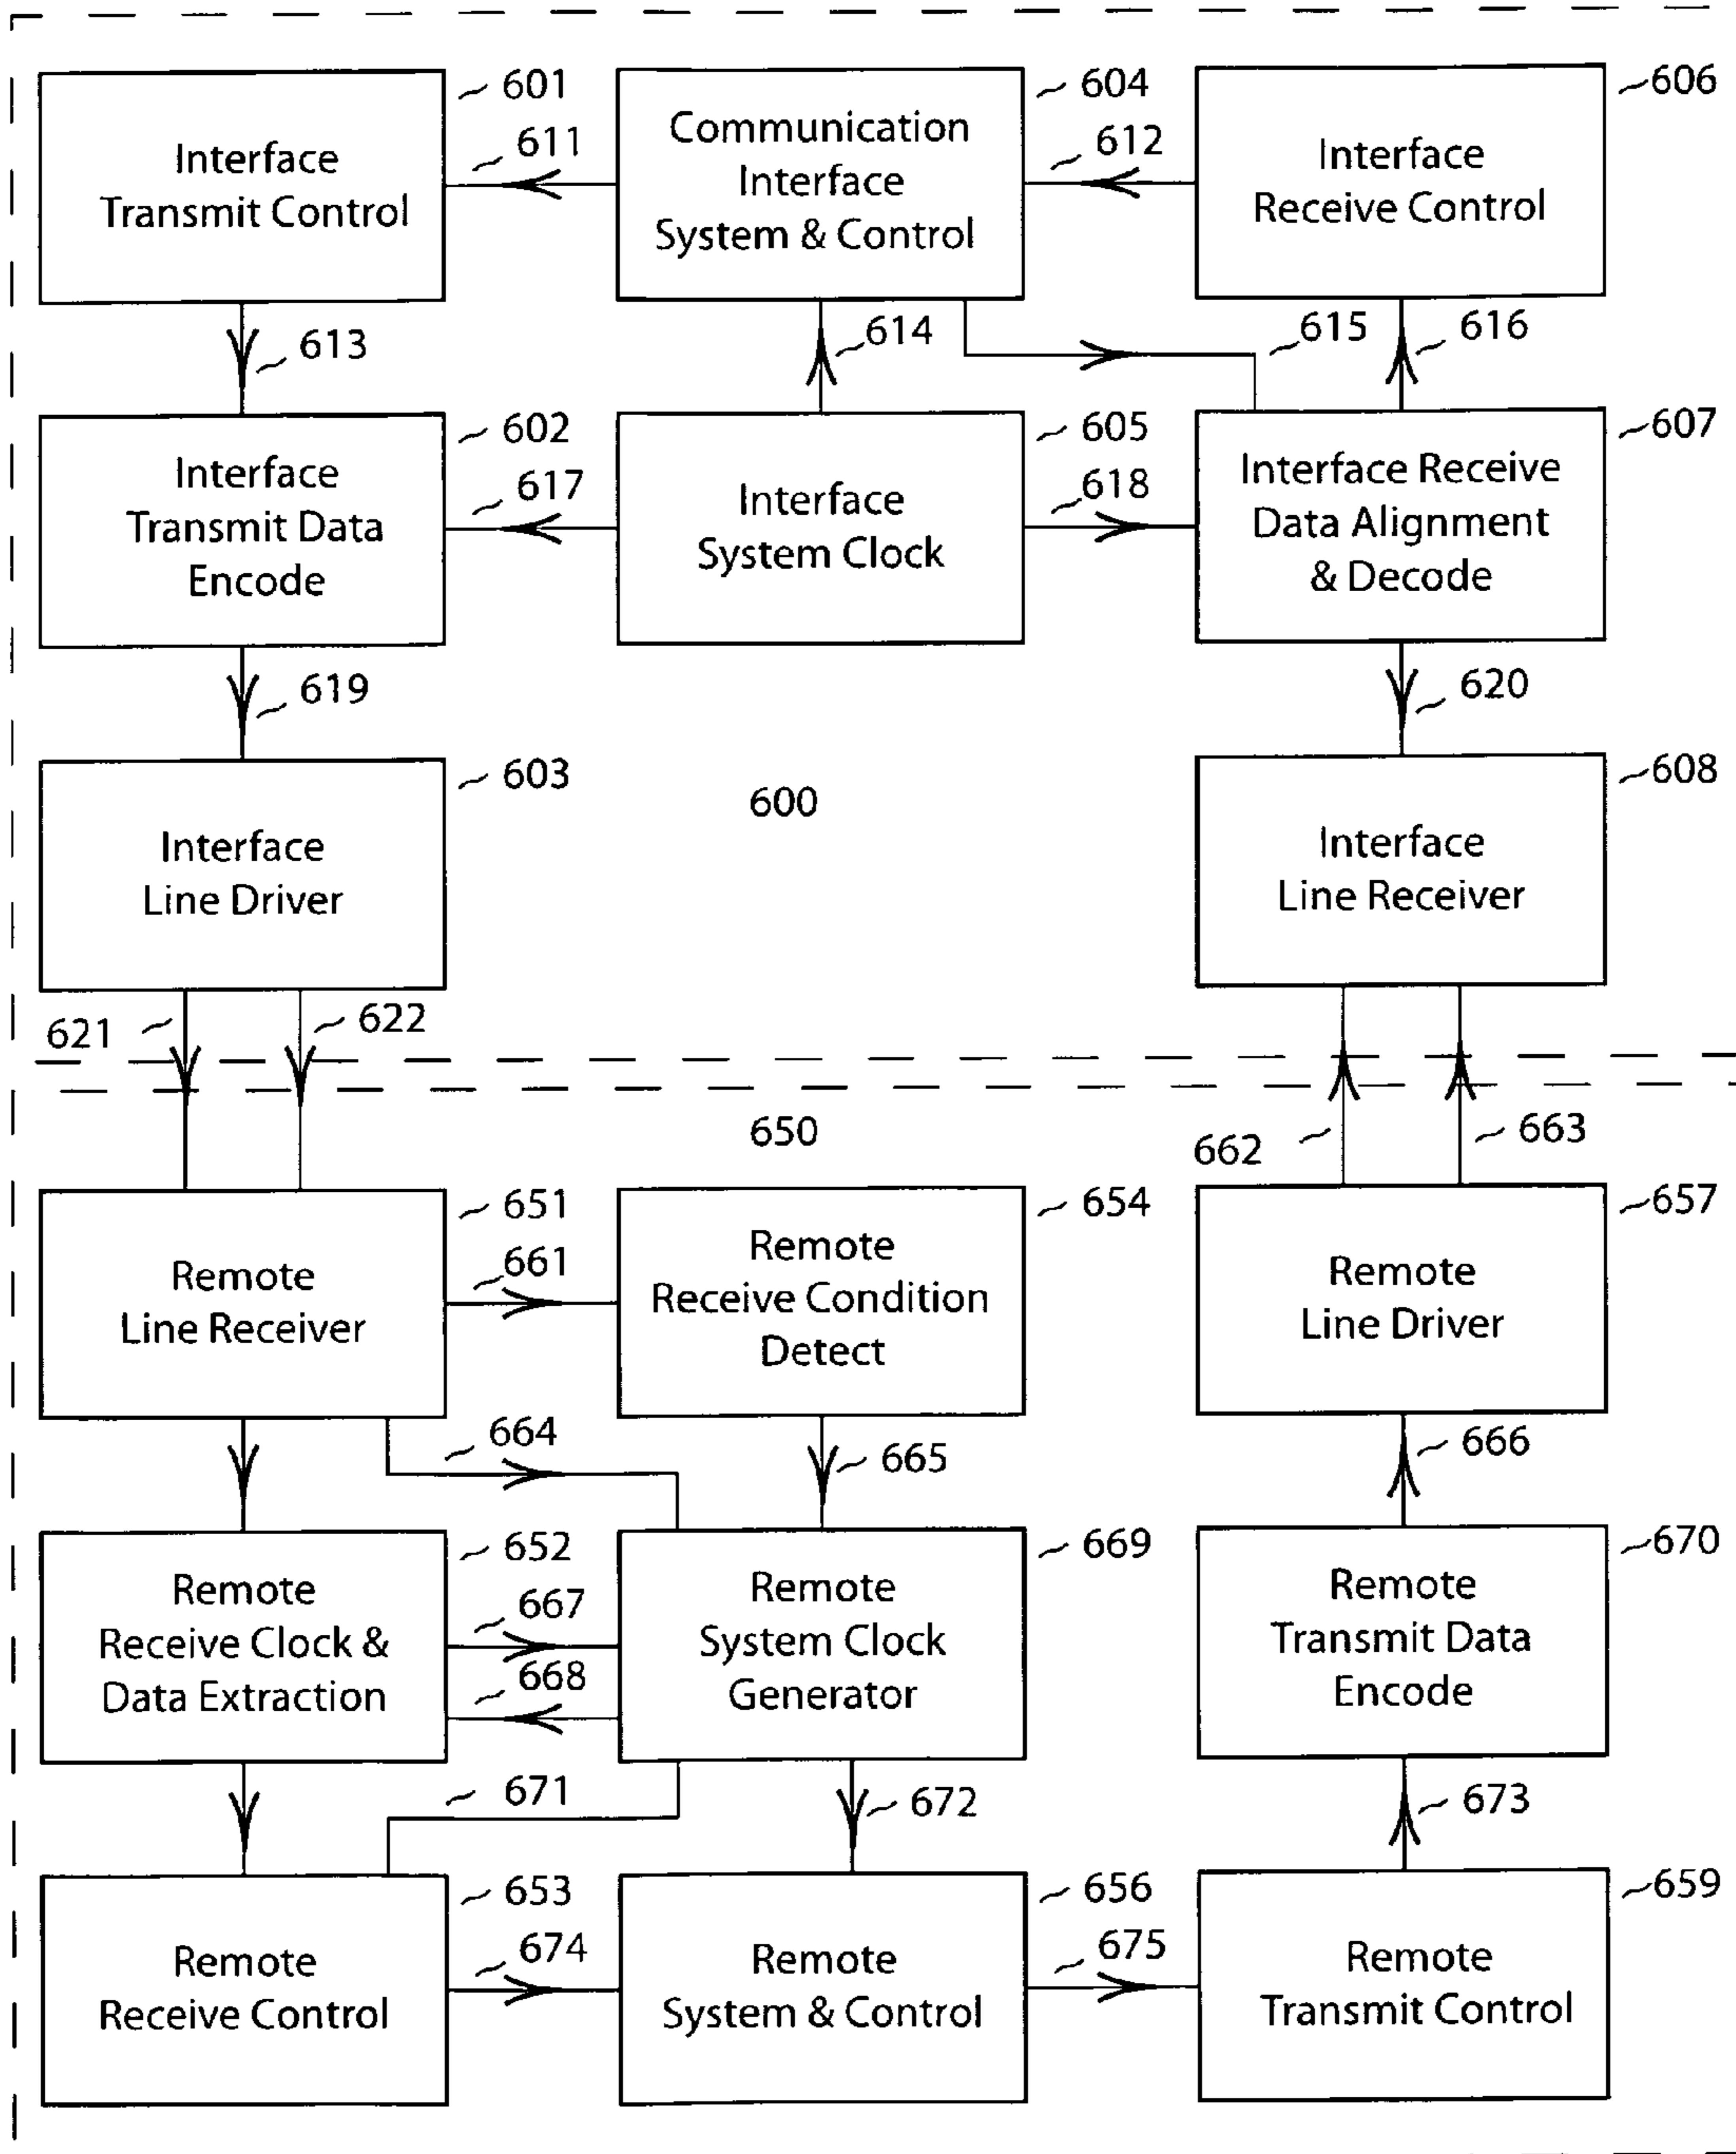 601
604
606
Interface
Transmit Control
611
Communication
Interface
System & Control
612
Interface
Receive Control
613
614
615
616
602
605
607
Interface
Transmit Data
Encode
617
Interface
System Clock
618
Interface Receive
Data Alignment
& Decode
619
620
603
600
608
Interface
Line Driver
Interface
Line Receiver
621
622
650
662
663
651
654
657
Remote
Line Receiver
661
Remote
Receive Condition
Detect
Remote
Line Driver
664
665
666
652
669
670
Remote
Receive Clock &
Data Extraction
667
668
Remote
System Clock
Generator
Remote
Transmit Data
Encode
671
672
673
653
656
659
Remote
Receive Control
674
Remote
System & Control
675
Remote
Transmit Control